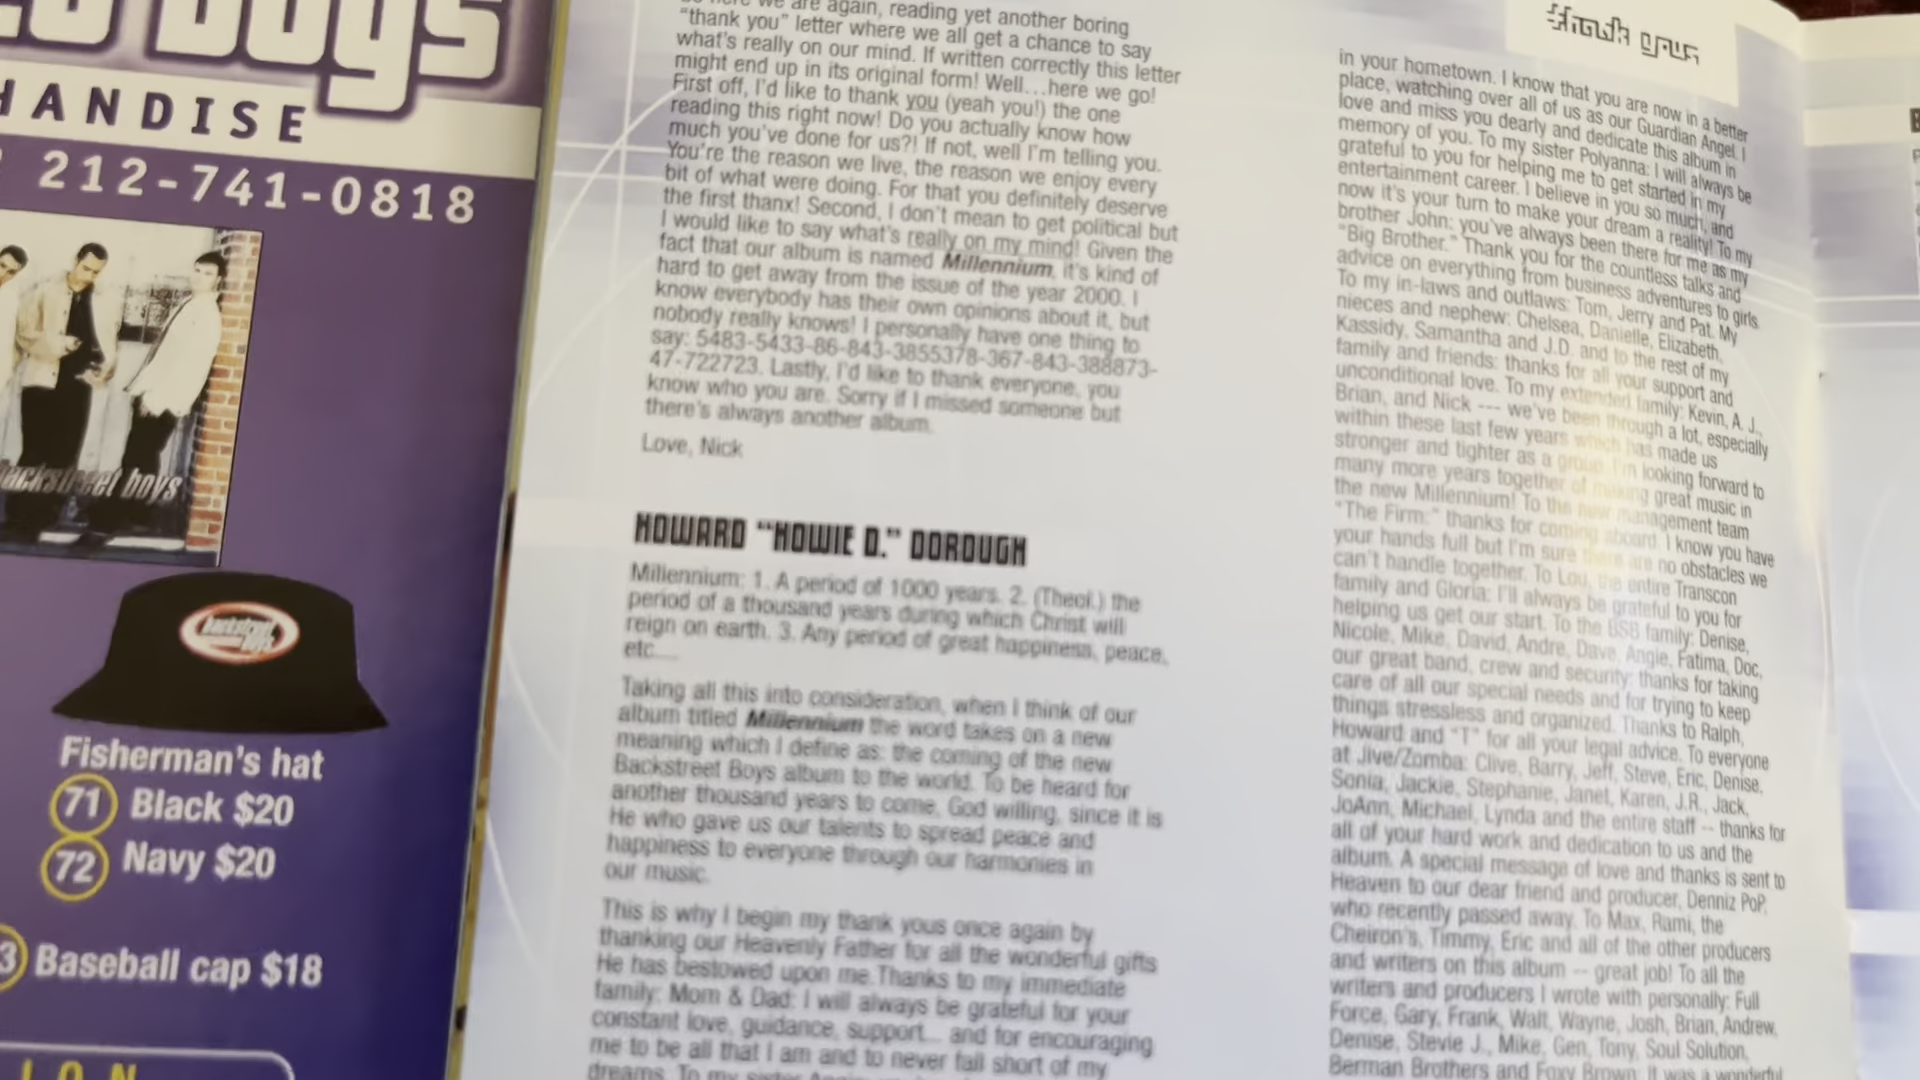 Boys
HANDISE
212-741-0818
backstreet boys
Fisherman's hat
71 Black $20
72 Navy $20
3 Baseball cap $18
I O N
we are again, reading yet another boring
"thank you" letter where we all get a chance to say
what's really on our mind. If written correctly this letter
might end up in its original form! Well...here we go!
First off, I'd like to thank you (yeah you!) the one
reading this right now! Do you actually know how
much you've done for us?! If not, well I'm telling you.
You're the reason we live, the reason we enjoy every
bit of what were doing. For that you definitely deserve
the first thanx! Second, I don't mean to get political but
I would like to say what's really on my mind! Given the
fact that our album is named Millennium, it's kind of
hard to get away from the issue of the year 2000. I
know everybody has their own opinions about it, but
nobody really knows! I personally have one thing to
say: 5483-5433-86-843-3855378-367-843-388873-
47-722723. Lastly, I'd like to thank everyone, you
know who you are. Sorry if I missed someone but
there's always another album.
Love, Nick
HOWARD "HOWIE D." DOROUGH
Millennium: 1. A period of 1000 years. 2. (Theol.) the
period of a thousand years during which Christ will
reign on earth. 3. Any period of great happiness, peace,
etc....
Taking all this into consideration, when I think of our
album titled Millennium the word takes on a new
meaning which I define as: the coming of the new
Backstreet Boys album to the world. To be heard for
another thousand years to come, God willing, since it is
He who gave us our talents to spread peace and
happiness to everyone through our harmonies in
our music.
This is why I begin my thank yous once again by
thanking our Heavenly Father for all the wonderful gifts
He has bestowed upon me. Thanks to my immediate
family: Mom & Dad: I will always be grateful for your
constant love, guidance, support... and for encouraging
me to be all that I am and to never fall short of my
dreams. To my sister
thank yous
in your hometown. I know that you are now in a better
place, watching over all of us as our Guardian Angel. I
love and miss you dearly and dedicate this album in
memory of you. To my sister Polyanna: I will always be
grateful to you for helping me to get started in my
entertainment career. I believe in you so much, and
now it's your turn to make your dream a reality! To my
brother John: you've always been there for me as my
"Big Brother." Thank you for the countless talks and
advice on everything from business adventures to girls.
To my in-laws and outlaws: Tom, Jerry and Pat. My
nieces and nephew: Chelsea, Danielle, Elizabeth,
Kassidy, Samantha and J.D. and to the rest of my
family and friends: thanks for all your support and
unconditional love. To my extended family: Kevin, A.J.,
Brian, and Nick --- we've been through a lot, especially
within these last few years which has made us
stronger and tighter as a group. I'm looking forward to
many more years together of making great music in
the new Millennium! To the new management team
"The Firm:" thanks for coming aboard. I know you have
your hands full but I'm sure there are no obstacles we
can't handle together. To Lou, the entire Transcon
family and Gloria: I'll always be grateful to you for
helping us get our start. To the BSB family: Denise,
Nicole, Mike, David, Andre, Dave, Angie, Fatima, Doc,
our great band, crew and security: thanks for taking
care of all our special needs and for trying to keep
things stressless and organized. Thanks to Ralph,
Howard and "T" for all your legal advice. To everyone
at Jive/Zomba: Clive, Barry, Jeff, Steve, Eric, Denise,
Sonia, Jackie, Stephanie, Janet, Karen, J.R., Jack,
JoAnn, Michael, Lynda and the entire staff -- thanks for
all of your hard work and dedication to us and the
album. A special message of love and thanks is sent to
Heaven to our dear friend and producer, Denniz PoP,
who recently passed away. To Max, Rami, the
Cheiron's, Timmy, Eric and all of the other producers
and writers on this album -- great job! To all the
writers and producers I wrote with personally: Full
Force, Gary, Frank, Walt, Wayne, Josh, Brian, Andrew,
Denise, Stevie J., Mike, Gen, Tony, Soul Solution,
Berman Brothers and Foxy Brown: it was a wonderful